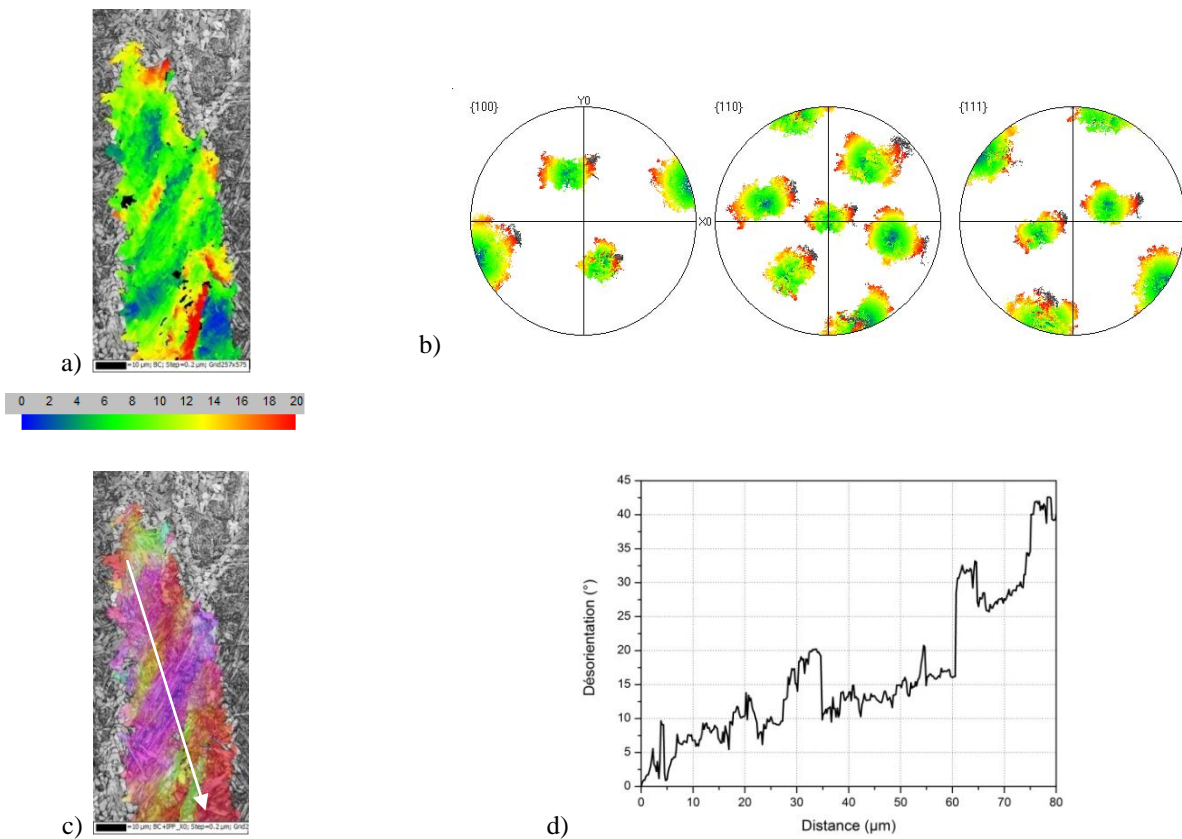 {100}
Y0
{110}
{111}
X0
a)
=10 µm; BC; Step=0.2 µm; Grid257x575
b)
0 2 4 6 8 10 12 14 16 18 20
c)
=10 µm; BC+IPF_X0; Step=0.2 µm; Grid2
d)
Désorientation (°)
45
40
35
30
25
20
15
10
5
0
0 10 20 30 40 50 60 70 80
Distance (µm)